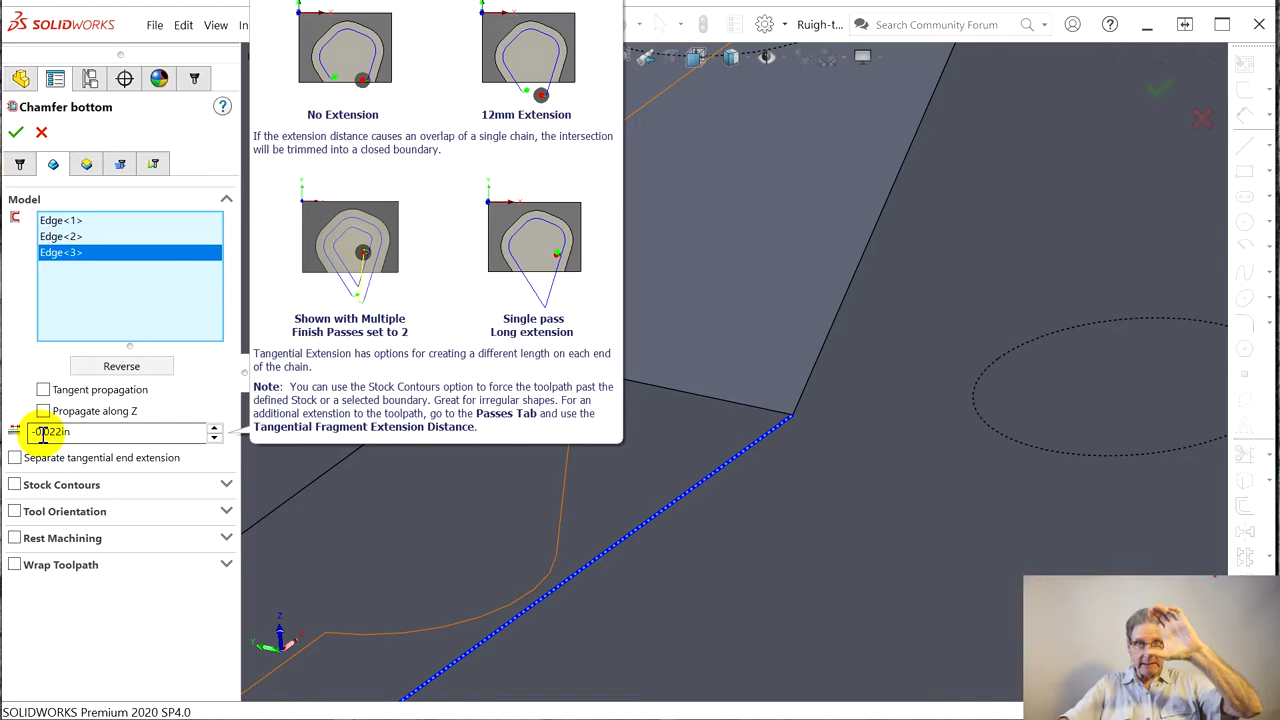 SOLIDWORKS File Edit View In Ruigh-t... Search Community Forum
Chamfer bottom
Model
Edge<1>
Edge<2>
Edge<3>
Reverse
Tangent propagation
Propagate along Z
-0.022in
Separate tangential end extension
Stock Contours
Tool Orientation
Rest Machining
Wrap Toolpath
No Extension
12mm Extension
If the extension distance causes an overlap of a single chain, the intersection
will be trimmed into a closed boundary.
Shown with Multiple
Finish Passes set to 2
Single pass
Long extension
Tangential Extension has options for creating a different length on each end
of the chain.
Note: You can use the Stock Contours option to force the toolpath past the
defined Stock or a selected boundary. Great for irregular shapes. For an
additional extenstion to the toolpath, go to the Passes Tab and use the
Tangential Fragment Extension Distance.
Z
Y
X
SOLIDWORKS Premium 2020 SP4.0